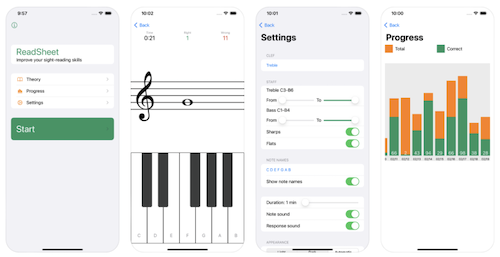 9:57
ReadSheet
Improve your sight-reading skills
Theory
Progress
Settings
Start
10:02
Back
Time
0:21
Right
1
Wrong
11
C D E F G A B
10:01
Back
Settings
CLEF
Treble
Treble C3-B6
From To
Bass C1-B4
From To
Sharps
Flats
NOTE NAMES
C D E F G A B
Show note names
Duration: 1 min
Note sound
Response sound
APPEARANCE
10:00
Back
Progress
Total Correct